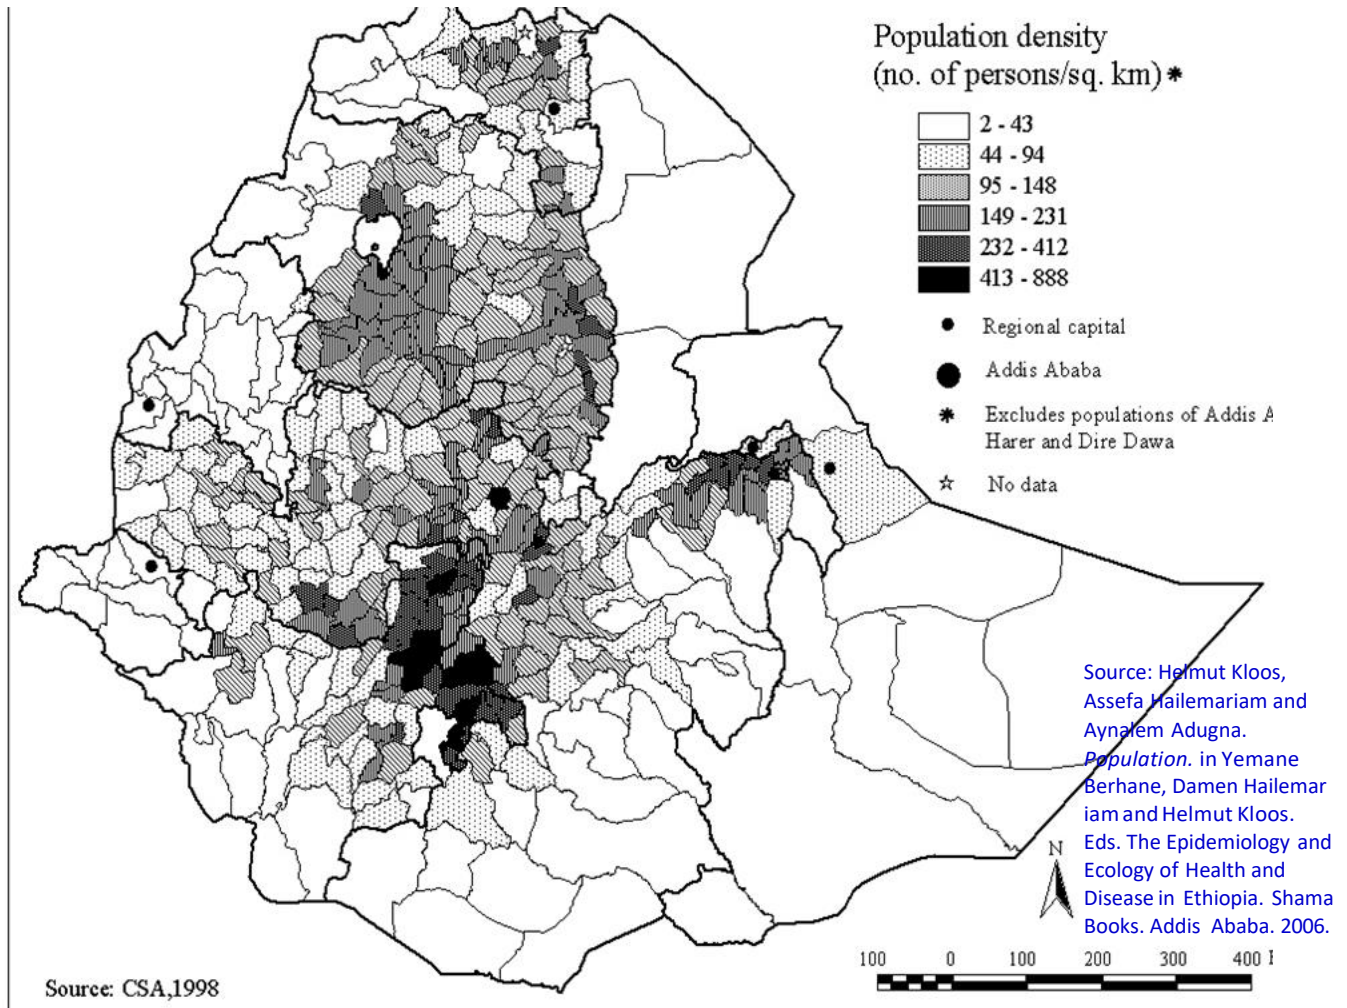 Population density
(no. of persons/sq. km)*
2 - 43
44 - 94
95 - 148
149 - 231
232 - 412
413 - 888
Regional capital
Addis Ababa
Excludes populations of Addis A
Harer and Dire Dawa
No data
Source: Helmut Kloos,
Assefa Hailemariam and
Aynalem Adugna.
Population. in Yemane
Berhane, Damen Hailemar
iam and Helmut Kloos.
Eds. The Epidemiology and
Ecology of Health and
Disease in Ethiopia. Shama
Books. Addis Ababa. 2006.
N
100 0 100 200 300 400
Source: CSA,1998